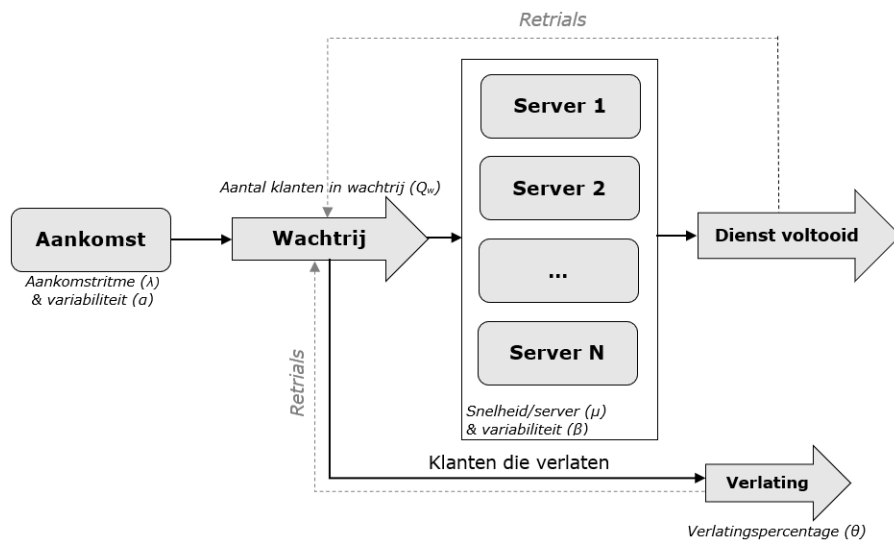 Retrials
Server 1
Aantal klanten in wachtrij (Qw)
Server 2
Aankomst
Wachtrij
Dienst voltooid
...
Aankomstritme (λ)
& variabiliteit (α)
Server N
Retrials
Snelheid/server (μ)
& variabiliteit (β)
Klanten die verlaten
Verlating
Verlatingspercentage (θ)